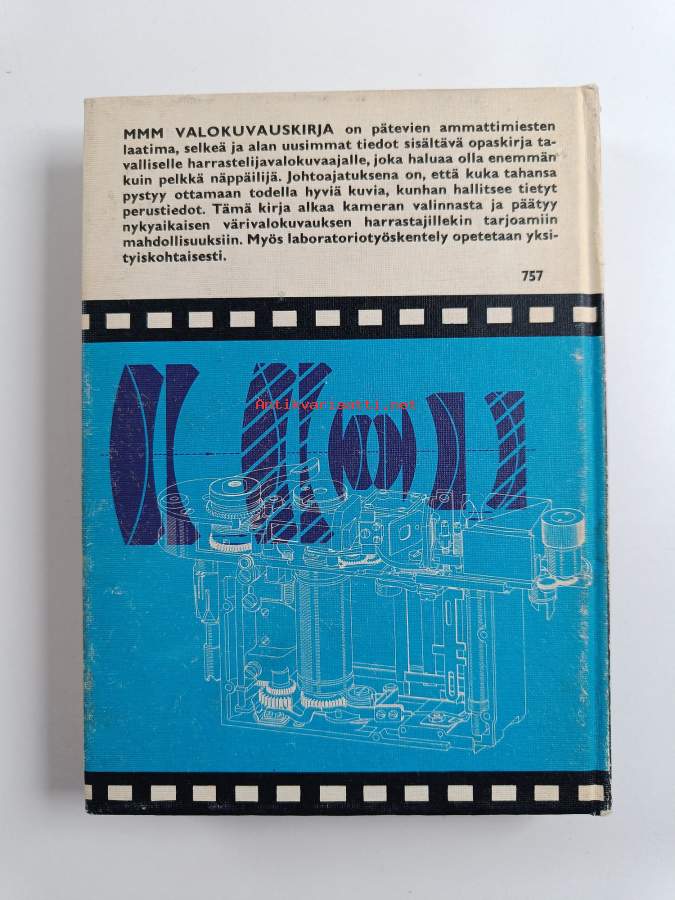 MMM VALOKUVAUSKIRJA on pätevien ammattimiesten
laatima, selkeä ja alan uusimmat tiedot sisältävä opaskirja ta-
valliselle harrastelijavalokuvaajalle, joka haluaa olla enemmän
kuin pelkkä näppäilijä. Johtoajatuksena on, että kuka tahansa
pystyy ottamaan todella hyviä kuvia, kunhan hallitsee tietyt
perustiedot. Tämä kirja alkaa kameran valinnasta ja päätyy
nykyaikaisen värivalokuvauksen harrastajillekin tarjoamiin
mahdollisuuksiin. Myös laboratoriotyöskentely opetetaan yksi-
tyiskohtaisesti.
757
Antikvariaatti.net